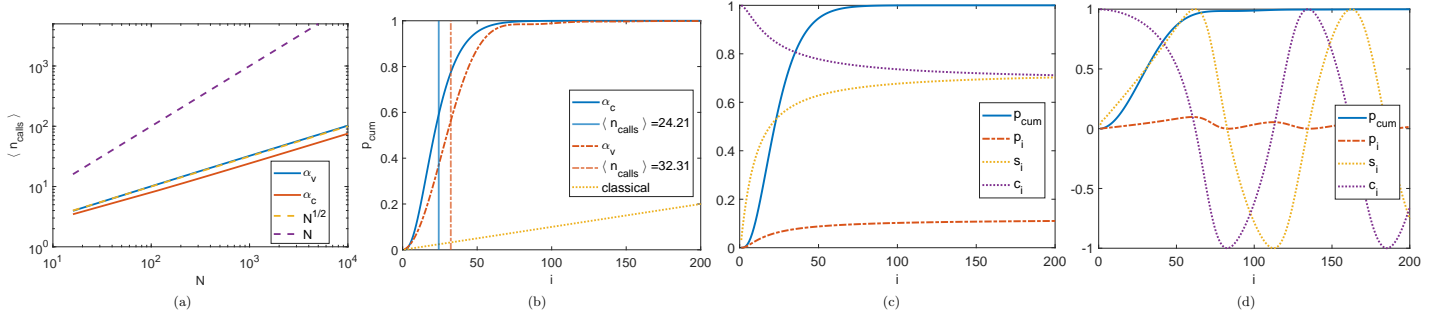 ⟨ n_calls ⟩
10^3
10^2
10^1
10^0
10^1
10^2
10^3
10^4
N
α_v
α_c
N^1/2
N
(a)
p_cum
1
0.8
0.6
0.4
0.2
0
0
50
100
150
200
i
α_c
⟨ n_calls ⟩ =24.21
α_v
⟨ n_calls ⟩ =32.31
classical
(b)
1
0.8
0.6
0.4
0.2
0
0
50
100
150
200
i
p_cum
p_i
s_i
c_i
(c)
1
0.5
0
-0.5
-1
0
50
100
150
200
i
p_cum
p_i
s_i
c_i
(d)